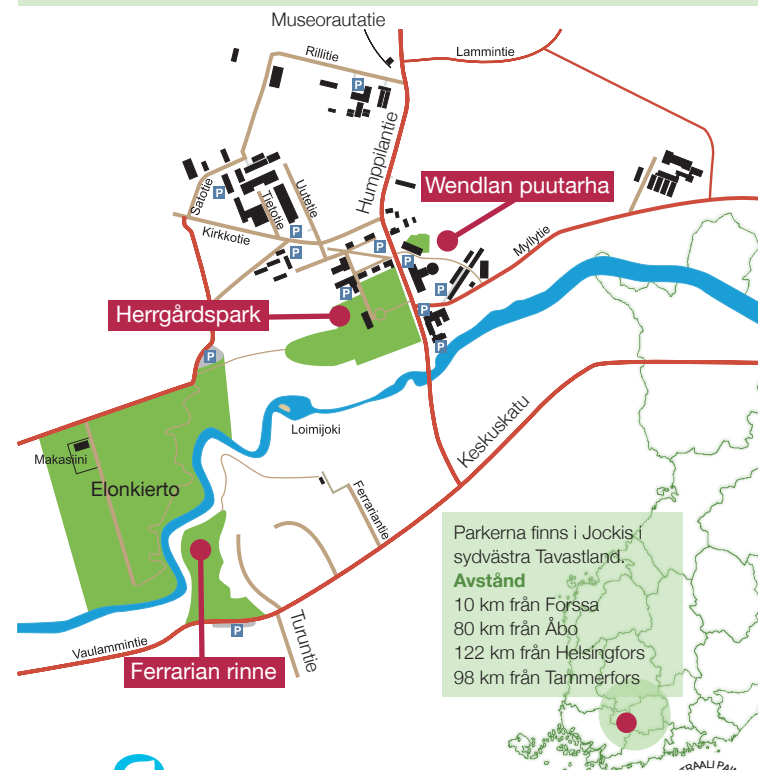 Museorautatie
Rillitie
Lammintie
P
Humppilantie
Satotie
P
Tietotie
Uutetie
Wendlan puutarha
Kirkkotie
P
P
P
P
Myllytie
P
P
Herrgårdspark
P
P
P
Loimijoki
Keskuskatu
Makasiini
Elonkierto
Ferrariantie
Parkerna finns i Jockis i
sydvästra Tavastland.
Avstånd
10 km från Forssa
80 km från Åbo
122 km från Helsingfors
98 km från Tammerfors
P
Turuntie
Vaulammintie
Ferrarian rinne